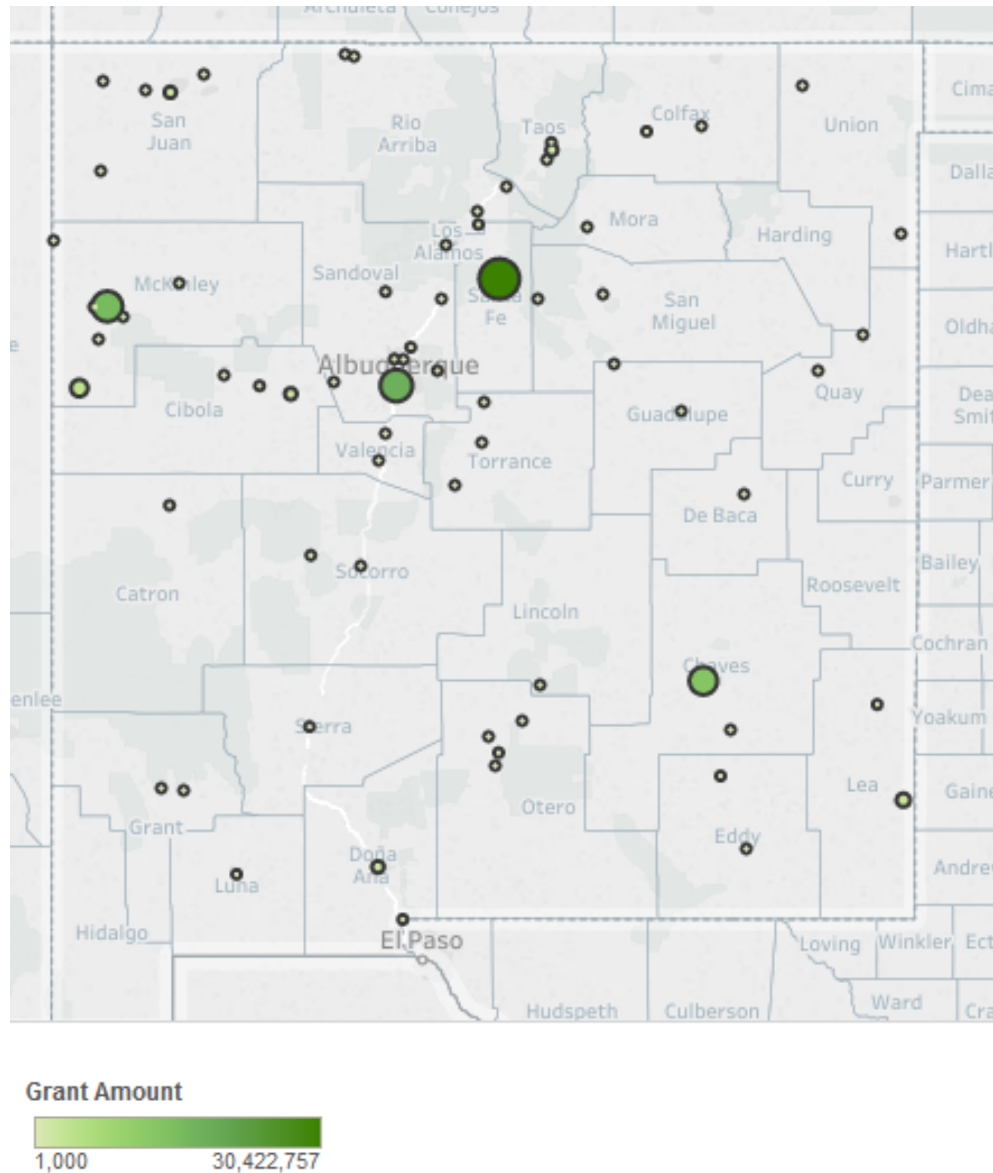 Archuleta Conejos
Cima
San
Juan
Rio
Arriba
Taos
Colfax
Union
Dalla
Mora
Los
Alamos
Harding
Hartl
McKinley
Sandoval
Santa
Fe
San
Miguel
Oldha
e
Albuquerque
Quay
Dea
Smit
Cibola
Guadalupe
Valencia
Torrance
Curry
Parmer
De Baca
Bailey
Catron
Socorro
Lincoln
Roosevelt
Cochran
Chaves
enlee
Sierra
Yoakum
Lea
Gaine
Otero
Grant
Eddy
Doña
Ana
Andre
Luna
Hidalgo
El Paso
Loving Winkler Ect
Ward
Hudspeth Culberson
Cra
Grant Amount
1,000 30,422,757